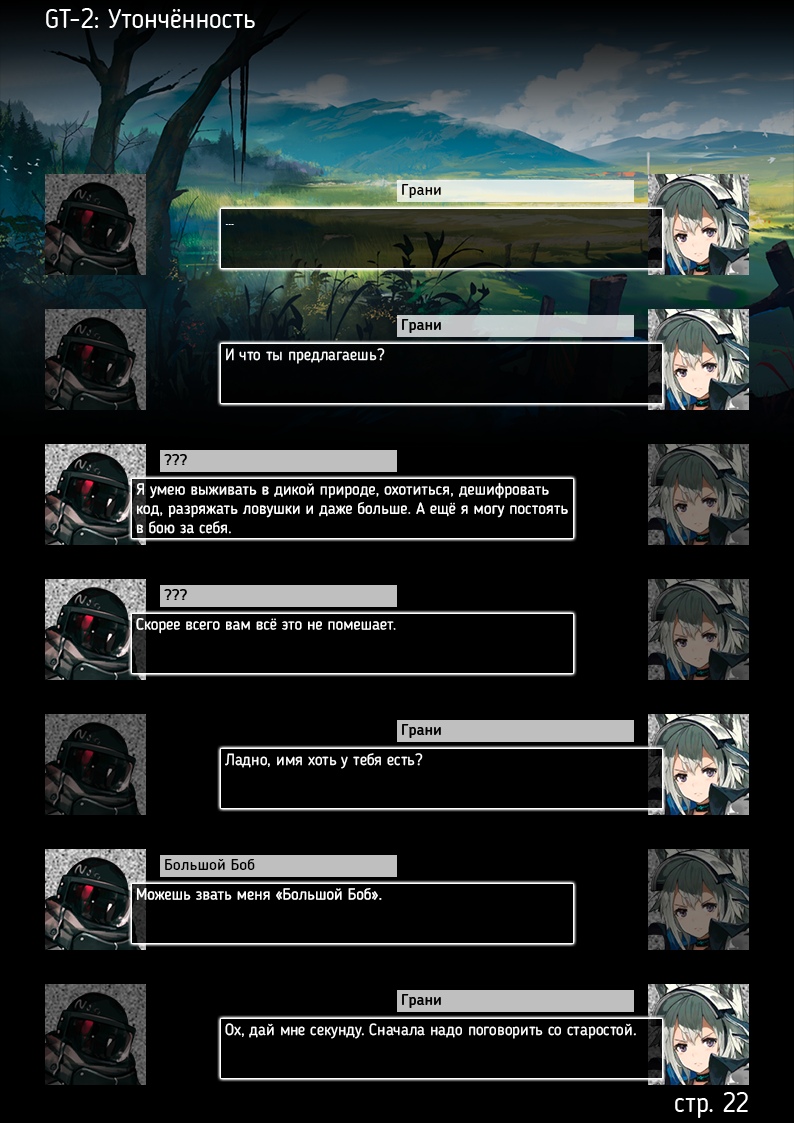 GT-2: Утончённость
Грани
...
Грани
И что ты предлагаешь?
???
Я умею выживать в дикой природе, охотиться, дешифровать
код, разряжать ловушки и даже больше. А ещё я могу постоять
в бою за себя.
???
Скорее всего вам всё это не помешает.
Грани
Ладно, имя хоть у тебя есть?
Большой Боб
Можешь звать меня «Большой Боб».
Грани
Ох, дай мне секунду. Сначала надо поговорить со старостой.
стр. 22